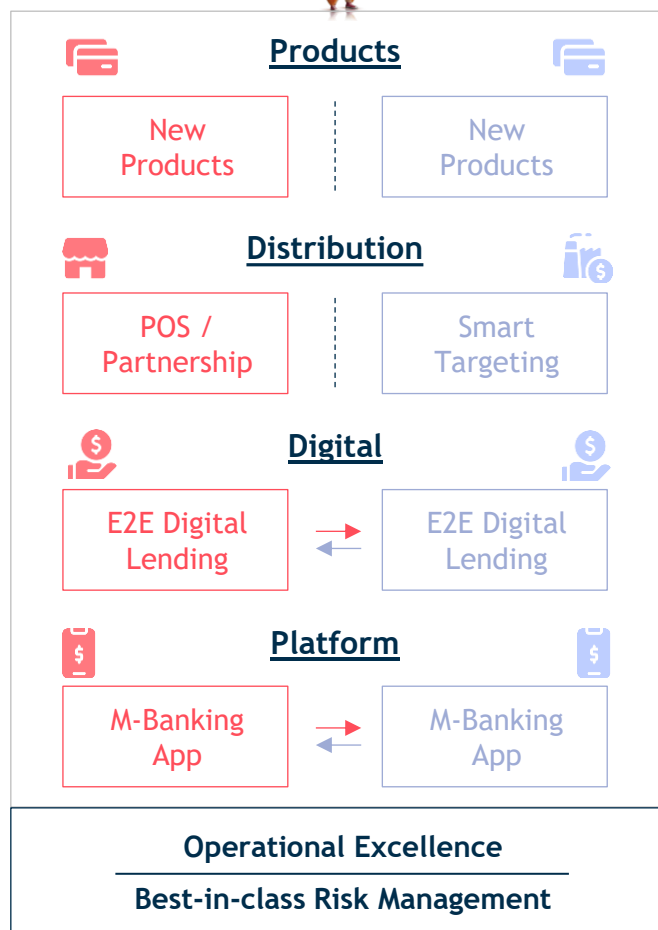 Products
New
Products
New
Products
Distribution
POS /
Partnership
Smart
Targeting
$
Digital
$
$
E2E Digital
Lending
E2E Digital
Lending
Platform
$
$
M-Banking
App
M-Banking
App
Operational Excellence
Best-in-class Risk Management